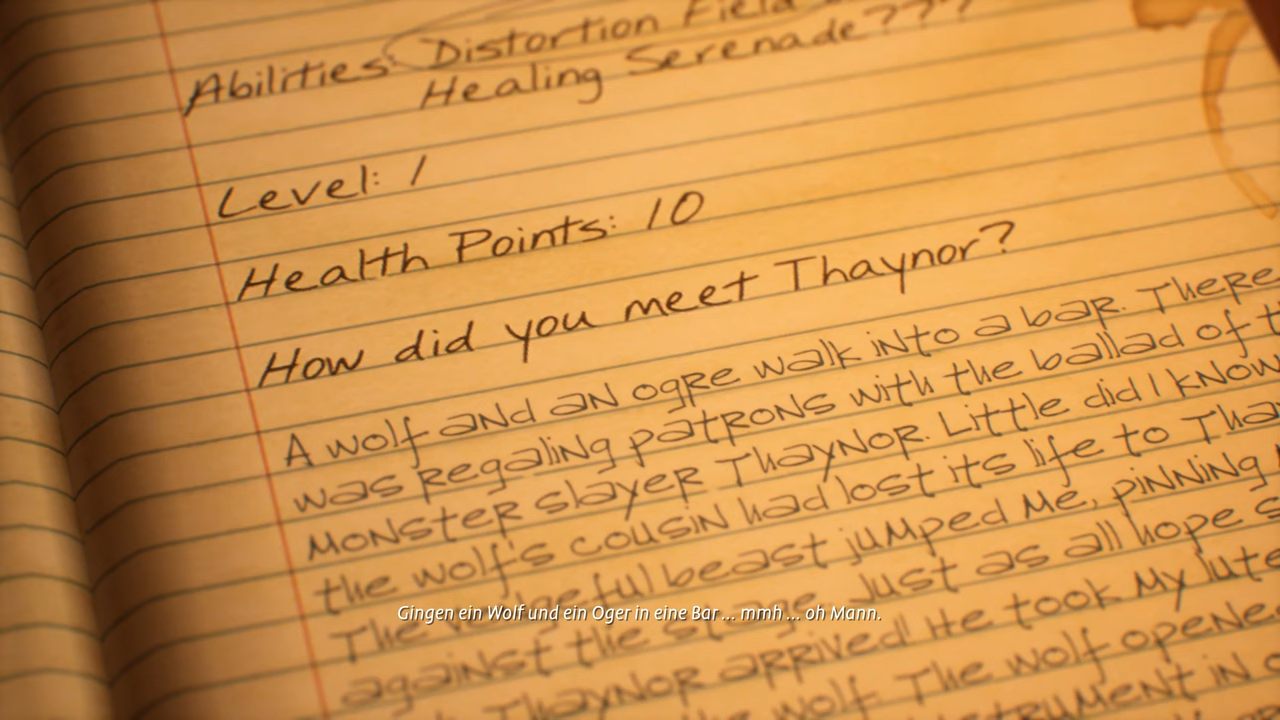 Abilities: Distortion Field
Healing Serenade???
Level: 1
Health Points: 10
How did you meet Thaynor?
A wolf and an ogre walk into a bar. There
was regaling patrons with the ballad of
monster slayer Thaynor. Little did I know
the wolf's cousin had lost its life to
The vengeful beast jumped me, pinning
against the stage. Just as all hope
Thaynor arrived! He took my lute
the wolf. The wolf
in
Gingen ein Wolf und ein Oger in eine Bar ... mmh ... oh Mann.